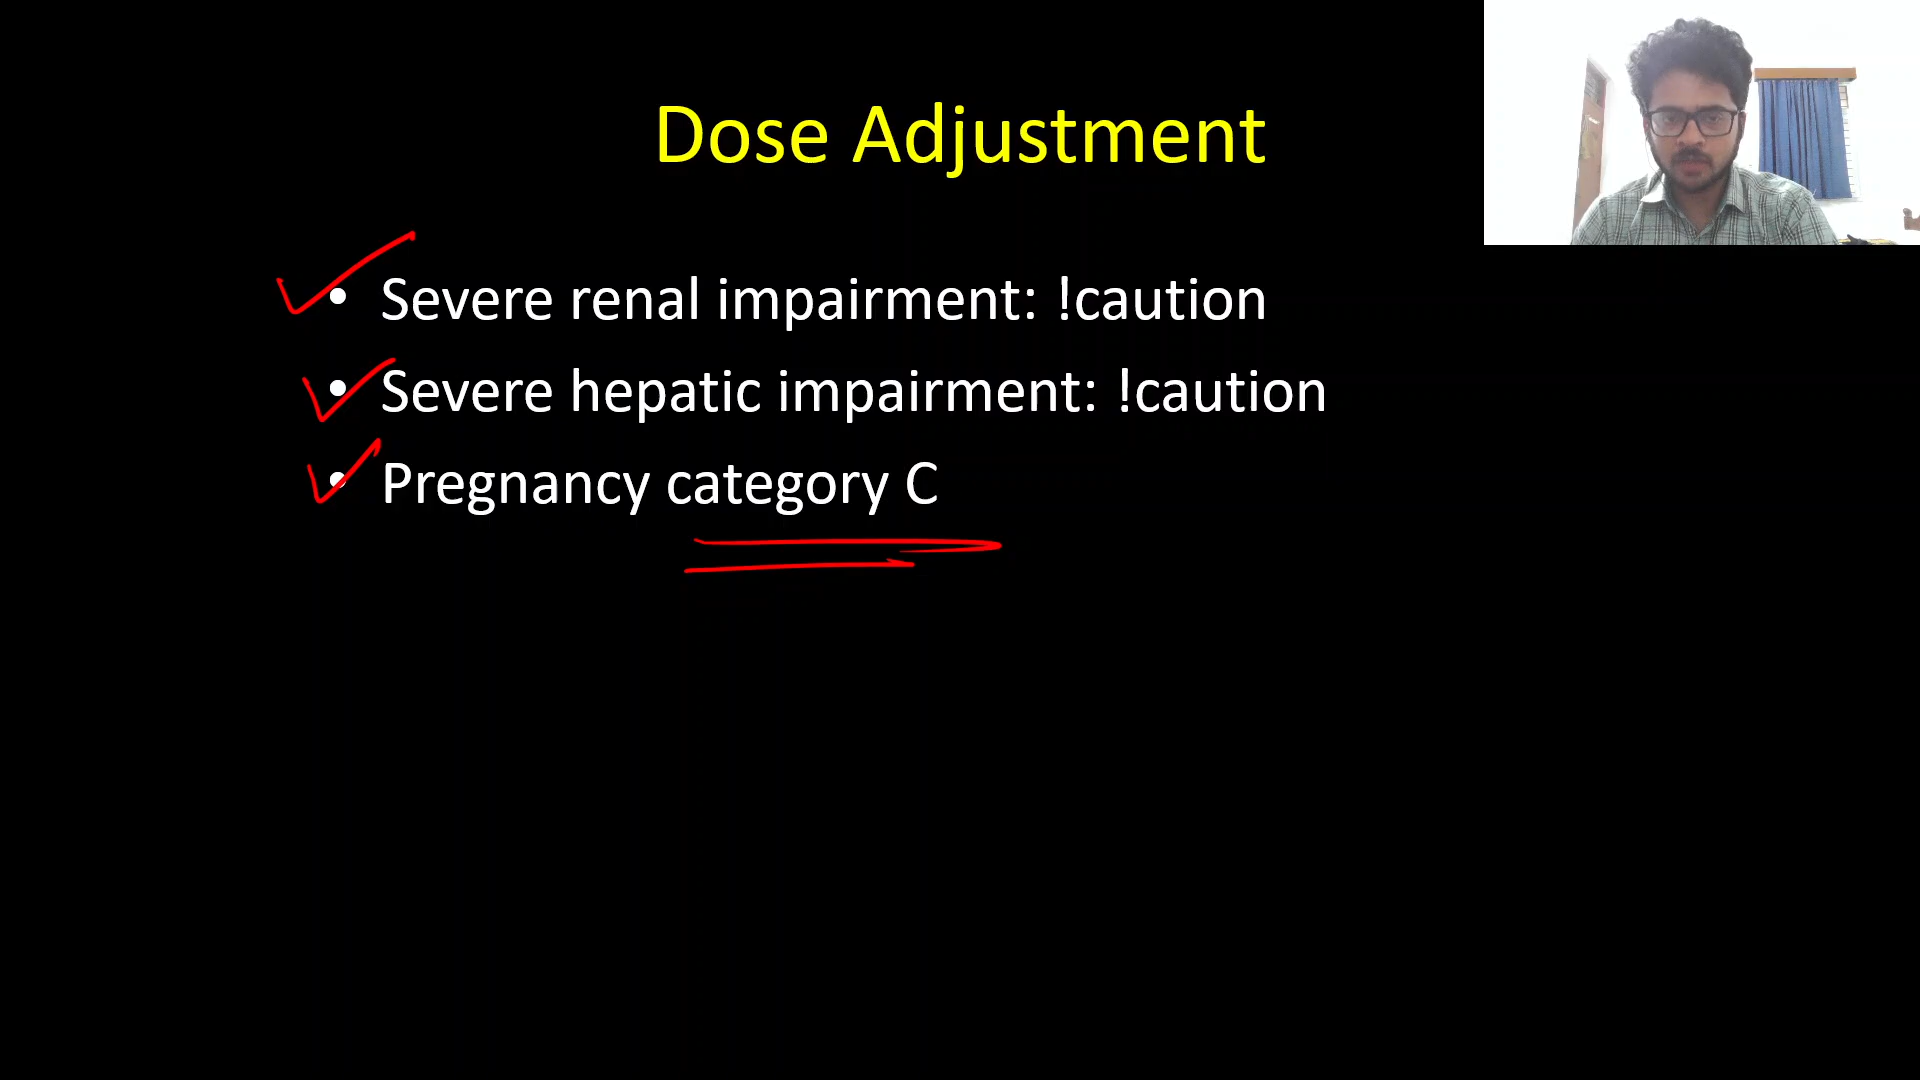 Dose Adjustment
• Severe renal impairment: !caution
• Severe hepatic impairment: !caution
• Pregnancy category C